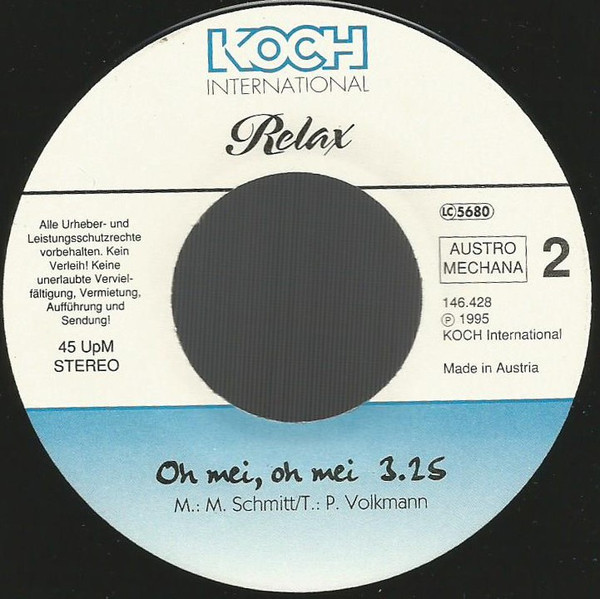 KOCH
INTERNATIONAL
Relax
Alle Urheber- und
Leistungsschutzrechte
vorbehalten. Kein
Verleih! Keine
unerlaubte Verviel-
fältigung, Vermietung,
Aufführung und
Sendung!
45 UpM
STEREO
LC 5680
AUSTRO
MECHANA
2
146.428
℗ 1995
KOCH International
Made in Austria
Oh mei, oh mei 3.25
M.: M. Schmitt/T.: P. Volkmann